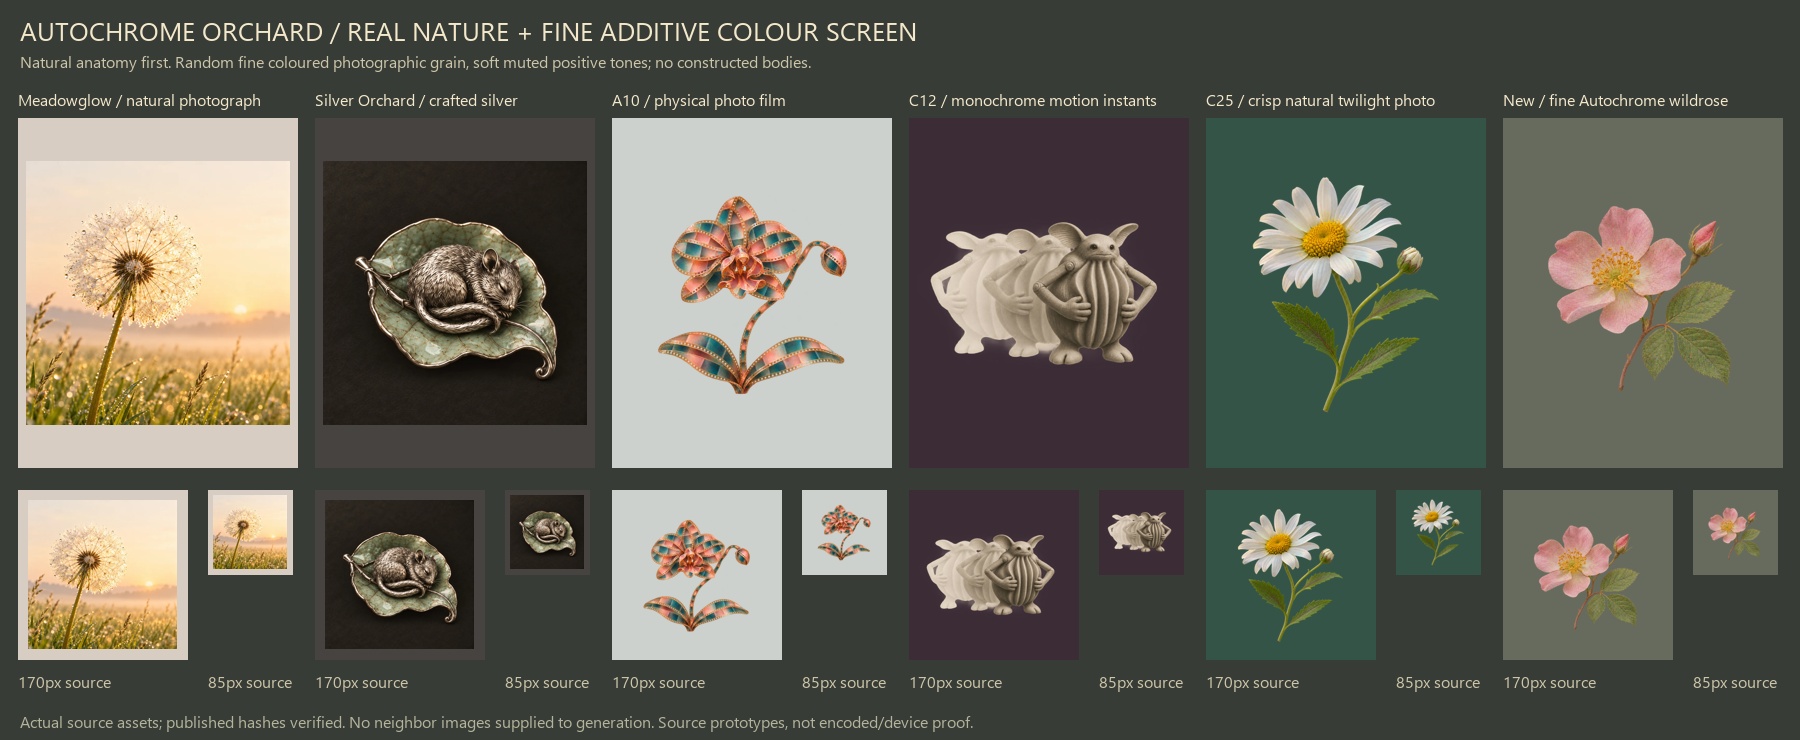 AUTOCHROME ORCHARD / REAL NATURE + FINE ADDITIVE COLOUR SCREEN
Natural anatomy first. Random fine coloured photographic grain, soft muted positive tones; no constructed bodies.
Meadowglow / natural photograph
Silver Orchard / crafted silver
A10 / physical photo film
C12 / monochrome motion instants
C25 / crisp natural twilight photo
New / fine Autochrome wildrose
170px source
85px source
170px source
85px source
170px source
85px source
170px source
85px source
170px source
85px source
170px source
85px source
Actual source assets; published hashes verified. No neighbor images supplied to generation. Source prototypes, not encoded/device proof.